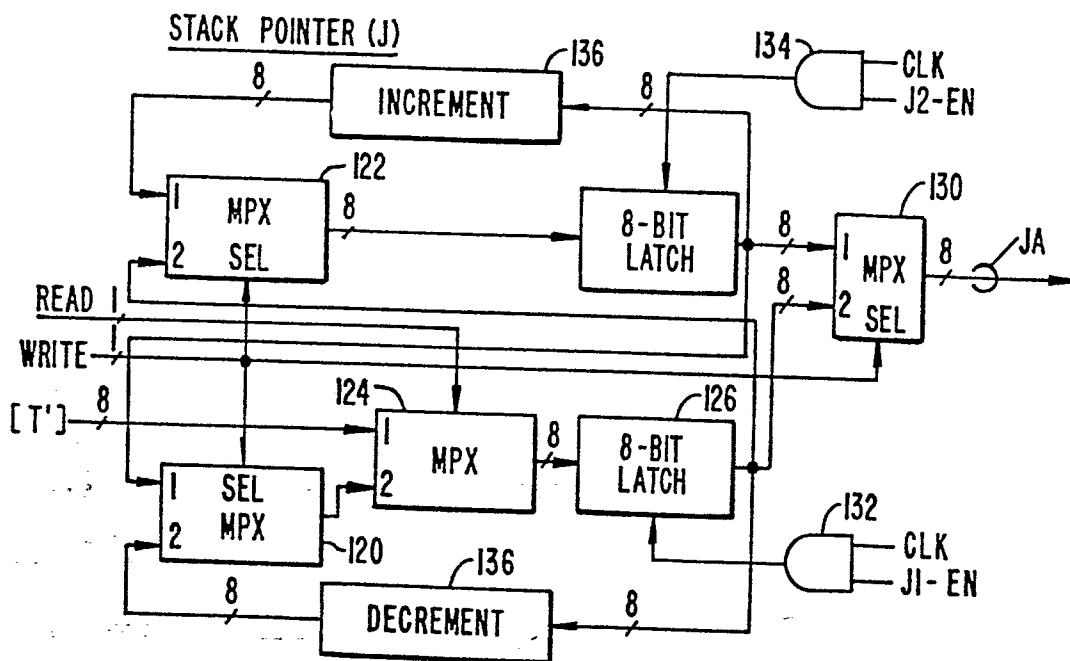 STACK POINTER (J)
136
134
CLK
J2-EN
8
INCREMENT
8
122
1
MPX
2
SEL
8
8-BIT
LATCH
8
8
130
1
MPX
2
SEL
8
JA
READ
1
WRITE
1
[T']
8
124
1
MPX
2
8
126
8-BIT
LATCH
1
SEL
2
MPX
120
132
CLK
J1-EN
136
8
DECREMENT
8